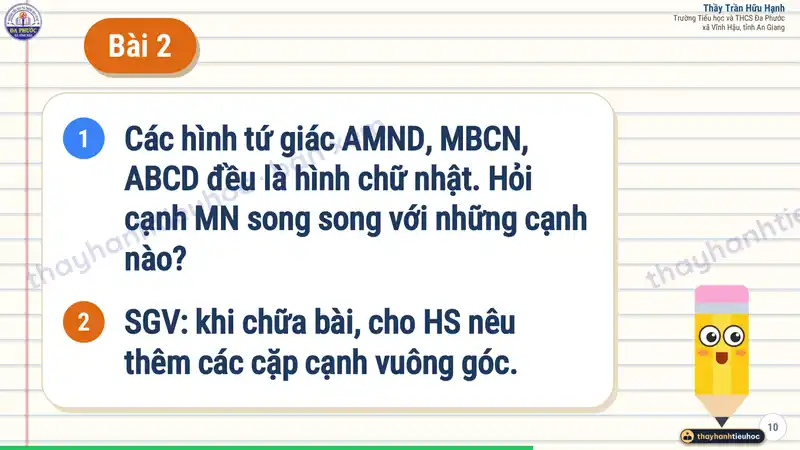 Thầy Trần Hữu Hạnh
Trường Tiểu học và THCS Đa Phước
xã Vĩnh Hậu, tỉnh An Giang
ĐA PHƯỚC
Bài 2
1
Các hình tứ giác AMND, MBCN,
ABCD đều là hình chữ nhật. Hỏi
cạnh MN song song với những cạnh
nào?
2
SGV: khi chữa bài, cho HS nêu
thêm các cặp cạnh vuông góc.
thayhanhtieuhoc
10